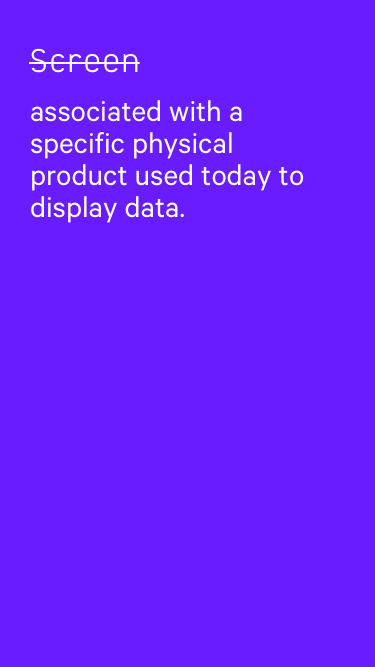 Screen
associated with a
specific physical
product used today to
display data.